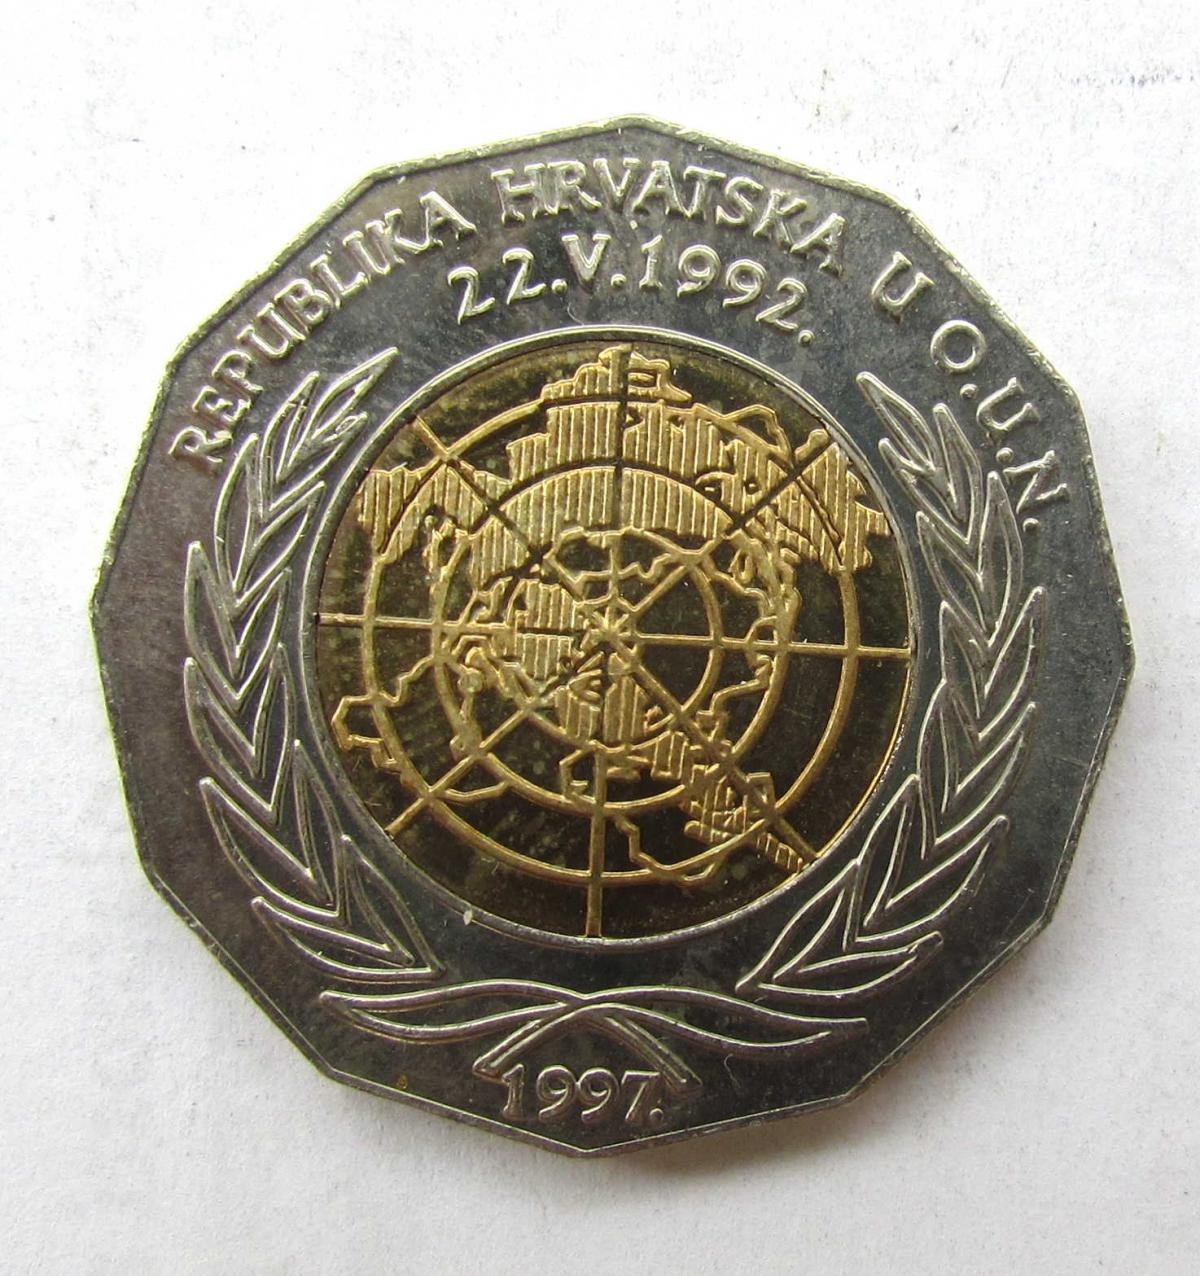 REPUBLIKA HRVATSKA U O.U.N.
22.V.1992.
1997.